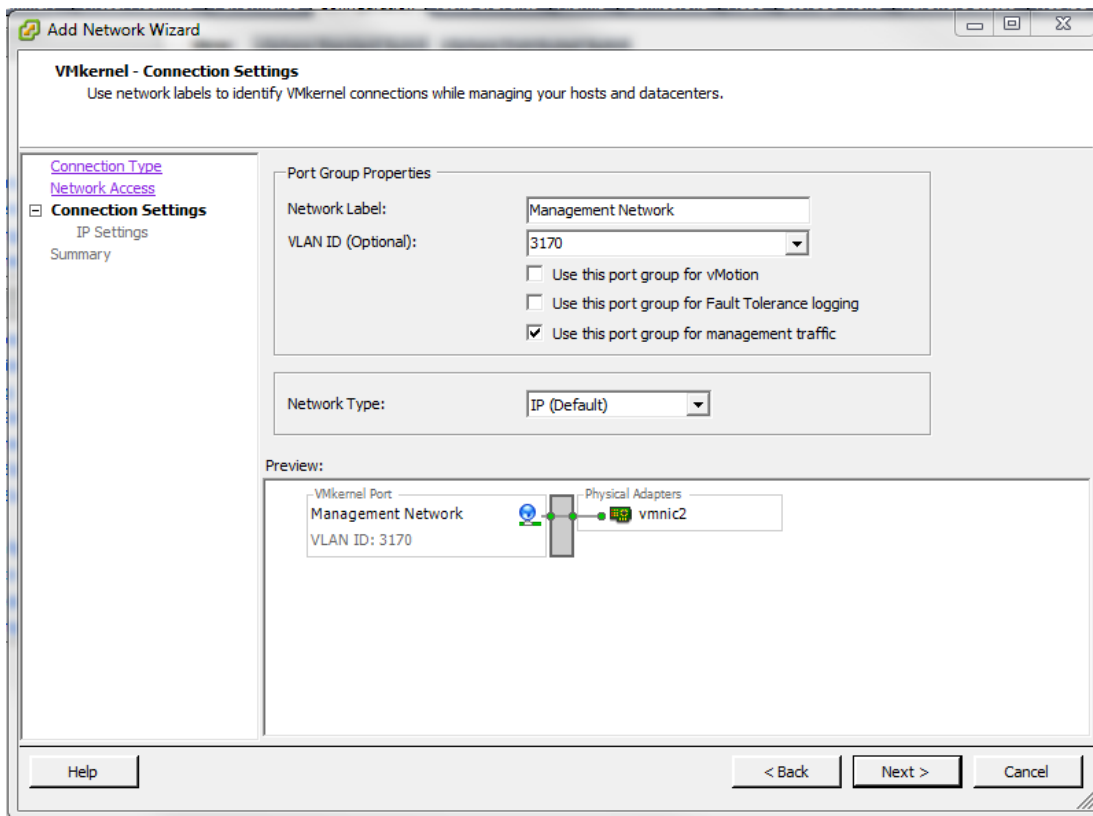 Add Network Wizard
VMkernel - Connection Settings
Use network labels to identify VMkernel connections while managing your hosts and datacenters.
Connection Type
Network Access
Connection Settings
IP Settings
Summary
Port Group Properties
Network Label:
Management Network
VLAN ID (Optional):
3170
Use this port group for vMotion
Use this port group for Fault Tolerance logging
Use this port group for management traffic
Network Type:
IP (Default)
Preview:
VMkernel Port
Management Network
VLAN ID: 3170
Physical Adapters
vmnic2
Help
< Back
Next >
Cancel